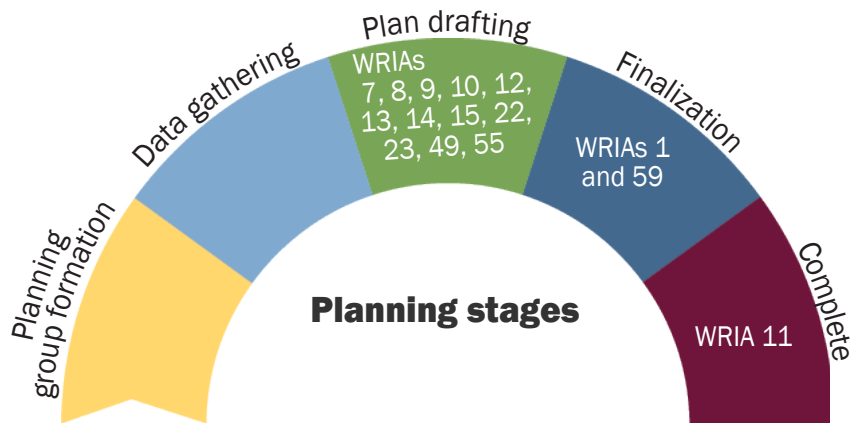 Planning
group formation
Data gathering
Plan drafting
WRIAs
7, 8, 9, 10, 12,
13, 14, 15, 22,
23, 49, 55
Finalization
WRIAs 1
and 59
Complete
WRIA 11
Planning stages